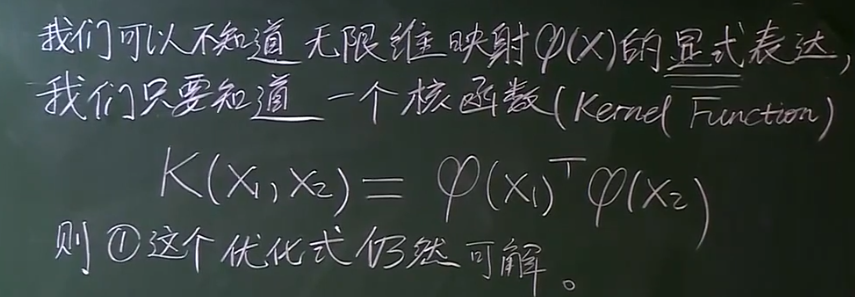 我们可以不知道无限维映射φ(X)的显式表达,
我们只要知道一个核函数(Kernel Function)
K(X₁,X₂)=φ(X₁)ᵀφ(X₂)
则①这个优化式仍然可解。